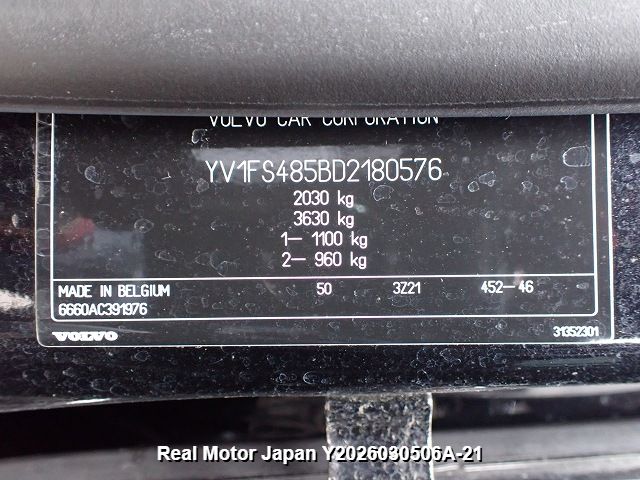 VOLVO CAR CORPORATION
YV1FS485BD2180576
2030 kg
3630 kg
1– 1100 kg
2– 960 kg
MADE IN BELGIUM 50 3Z21 452–46
6660AC391976
VOLVO 31352301
Real Motor Japan Y2026030506A-21